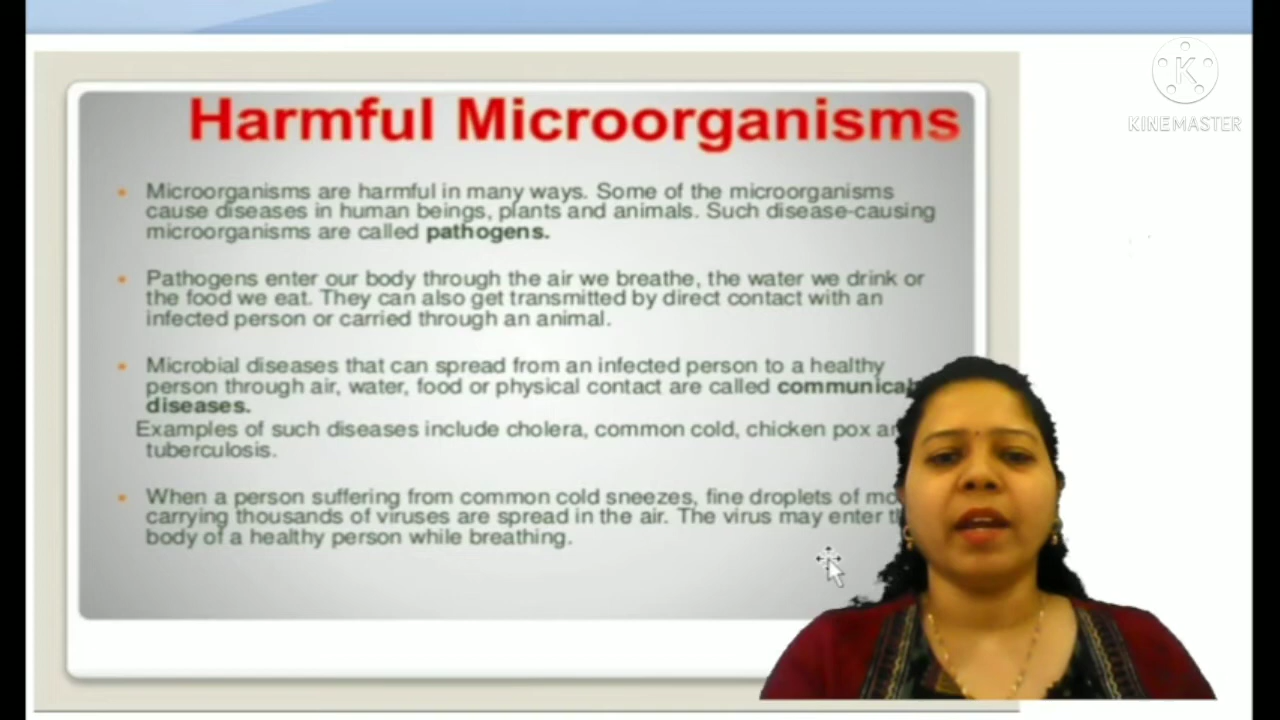 Harmful Microorganisms
K
KINEMASTER
• Microorganisms are harmful in many ways. Some of the microorganisms
cause diseases in human beings, plants and animals. Such disease-causing
microorganisms are called pathogens.
• Pathogens enter our body through the air we breathe, the water we drink or
the food we eat. They can also get transmitted by direct contact with an
infected person or carried through an animal.
• Microbial diseases that can spread from an infected person to a healthy
person through air, water, food or physical contact are called
diseases.
Examples of such diseases include cholera, common cold, chicken pox
tuberculosis.
• When a person suffering from common cold sneezes, fine droplets of
carrying thousands of viruses are spread in the air. The virus may enter
body of a healthy person while breathing.